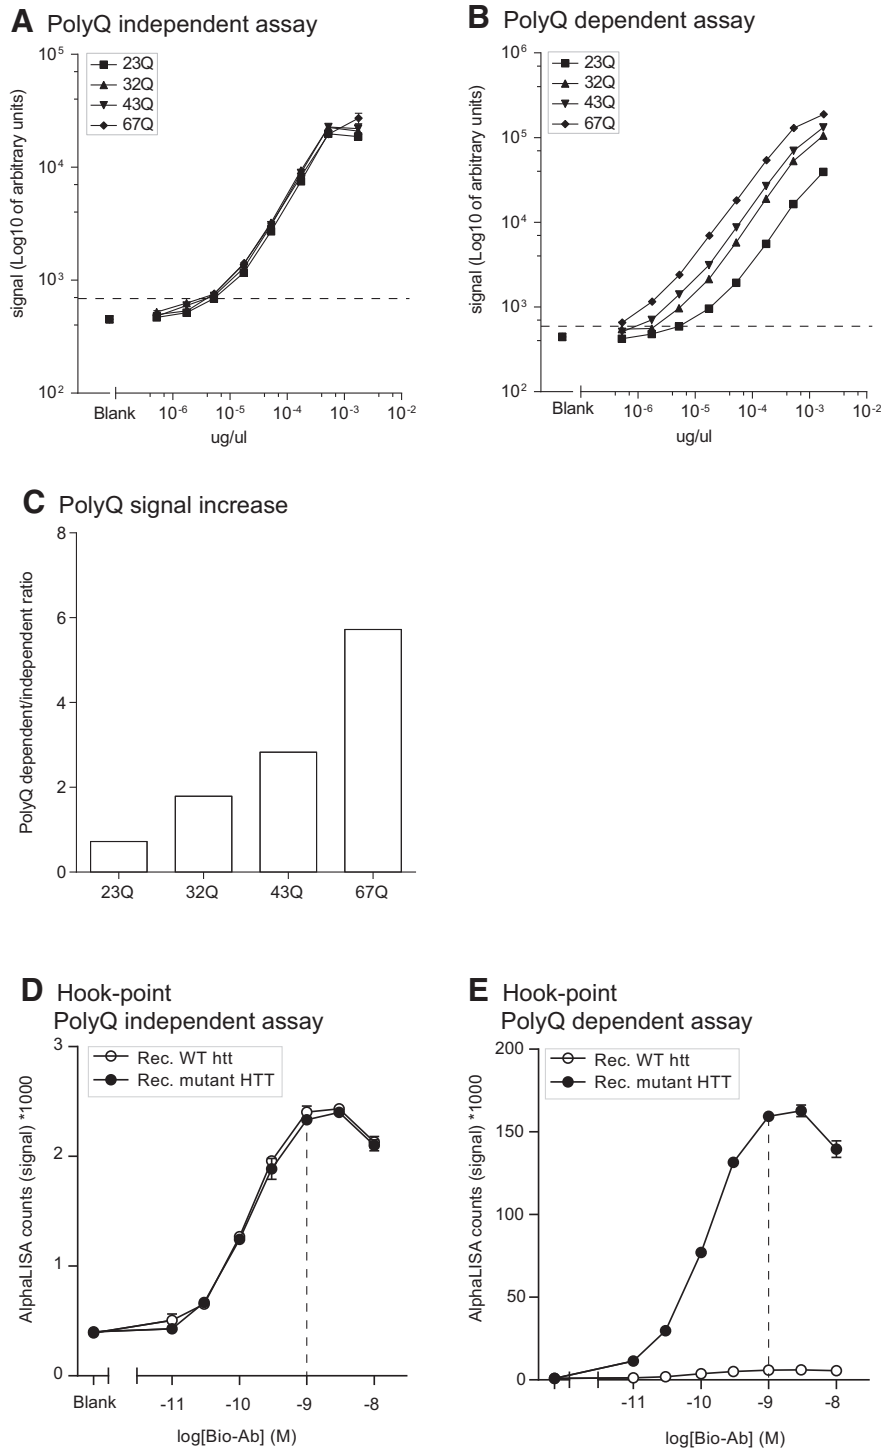 A PolyQ independent assay
10^5
10^4
10^3
10^2
signal (Log10 of arbitrary units)
23Q
32Q
43Q
67Q
Blank
10^-6
10^-5
10^-4
10^-3
10^-2
ug/ul
B PolyQ dependent assay
10^6
10^5
10^4
10^3
10^2
signal (Log10 of arbitrary units)
23Q
32Q
43Q
67Q
Blank
10^-6
10^-5
10^-4
10^-3
10^-2
ug/ul
C PolyQ signal increase
8
6
4
2
0
PolyQ dependent/independent ratio
23Q
32Q
43Q
67Q
D Hook-point
PolyQ independent assay
3
2
1
0
AlphaLISA counts (signal) *1000
Rec. WT htt
Rec. mutant HTT
Blank
-11
-10
-9
-8
log[Bio-Ab] (M)
E Hook-point
PolyQ dependent assay
200
150
100
50
0
AlphaLISA counts (signal) *1000
Rec. WT htt
Rec. mutant HTT
-11
-10
-9
-8
log[Bio-Ab] (M)